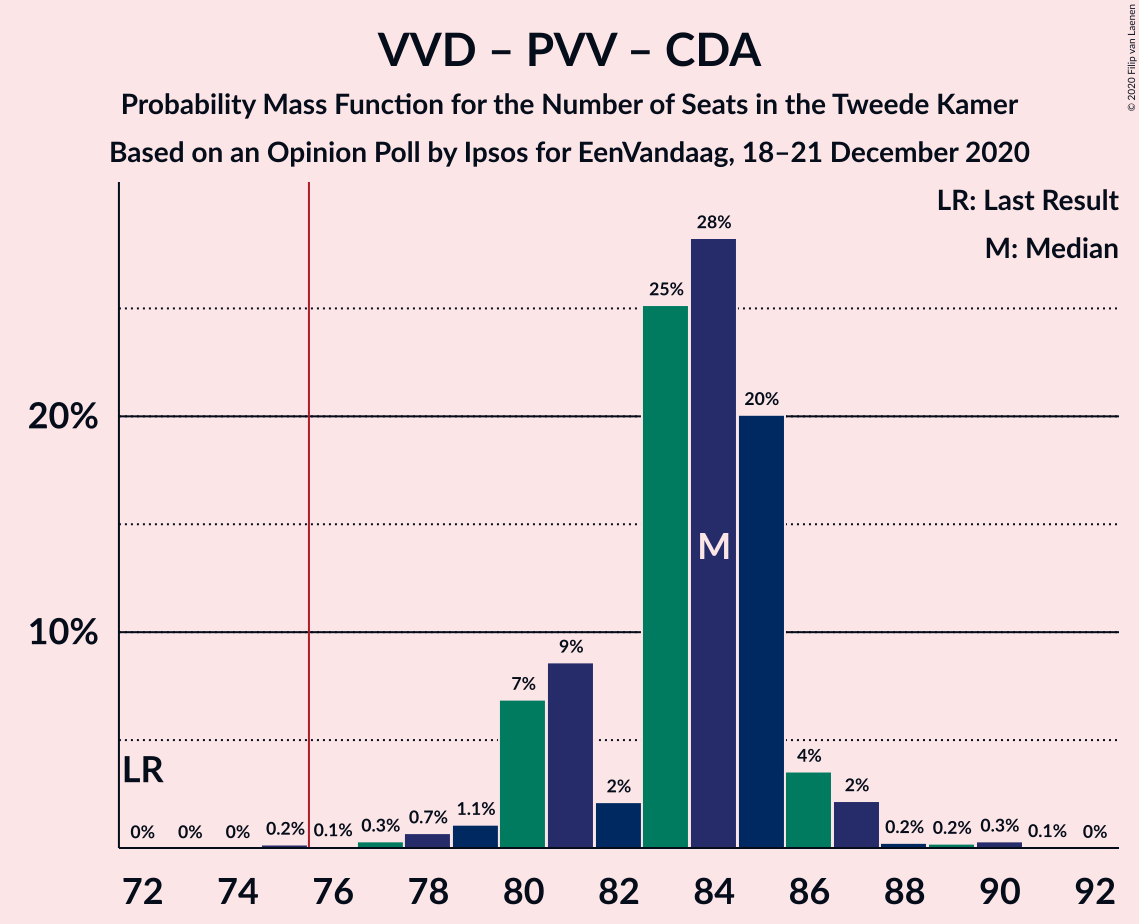 VVD – PVV – CDA
Probability Mass Function for the Number of Seats in the Tweede Kamer
Based on an Opinion Poll by Ipsos for EenVandaag, 18–21 December 2020
© 2020 Filip van Laenen
LR: Last Result
M: Median
28%
25%
20%
20%
M
10%
9%
7%
LR
4%
2%
2%
1.1%
0.7%
0% 0% 0% 0.2% 0.1% 0.3% 0.2% 0.2% 0.3% 0.1% 0%
72 74 76 78 80 82 84 86 88 90 92